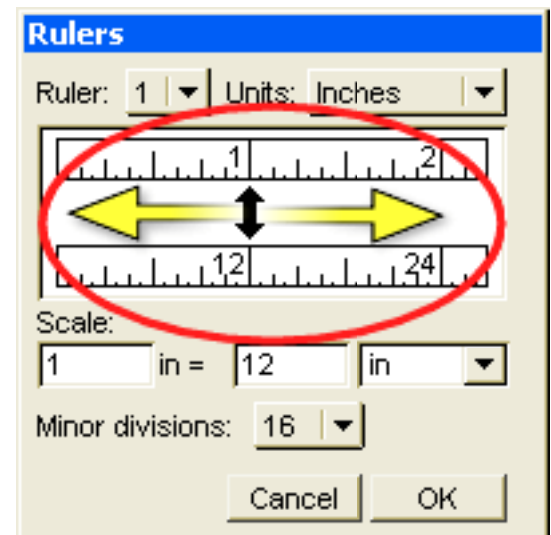 Rulers
Ruler: 1 Units: Inches
1 2
12 24
Scale:
1 in = 12 in
Minor divisions: 16
Cancel OK